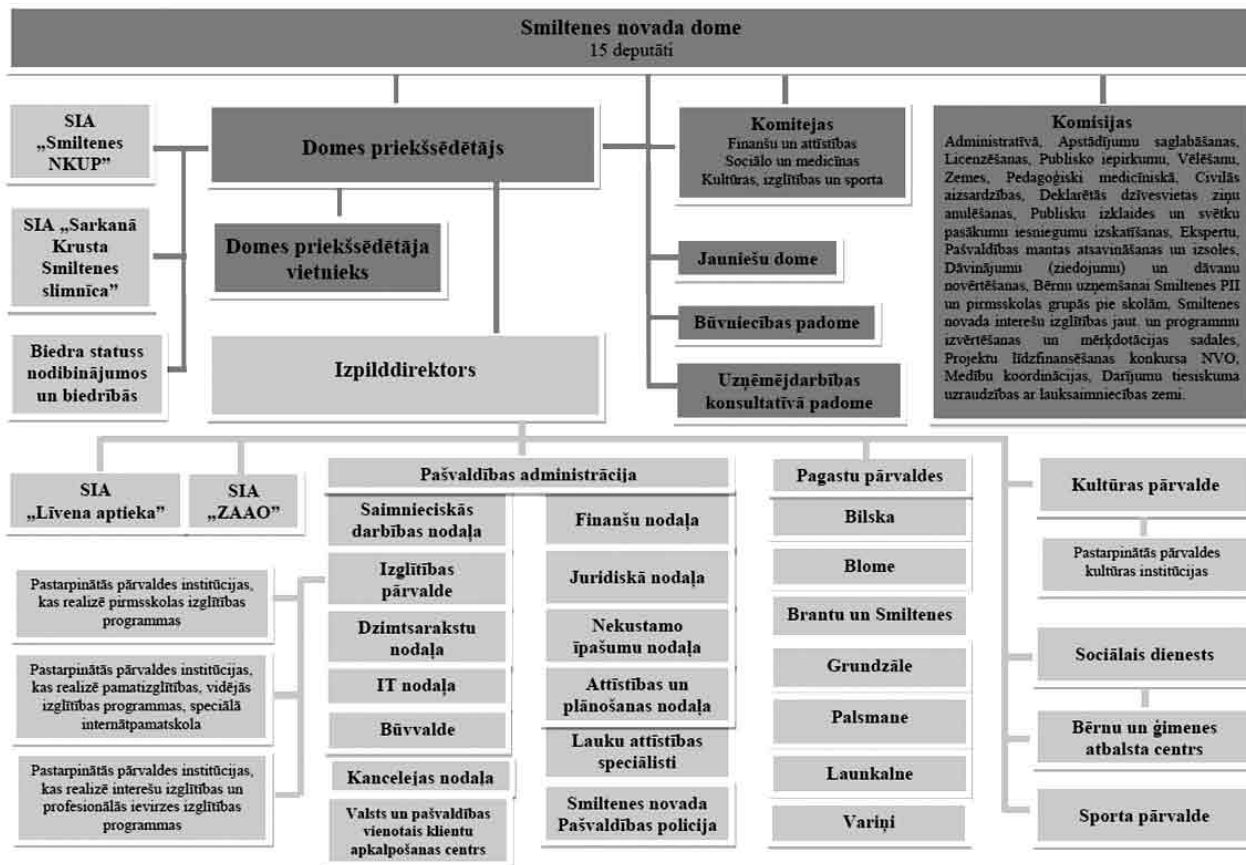 Smiltenes novada dome
15 deputāti
SIA
„Smiltenes
NKUP”
SIA „Sarkanā
Krusta
Smiltenes
slimnīca”
Biedra statuss
nodibinājumos
un biedrībās
Domes priekšsēdētājs
Domes priekšsēdētāja
vietnieks
Izpilddirektors
Komitejas
Finanšu un attīstības
Sociālo un medicīnas
Kultūras, izglītības un sporta
Jauniešu dome
Būvniecības padome
Uzņēmējdarbības
konsultatīvā padome
Komisijas
Administratīvā, Apstādījumu saglabāšanas,
Licenzēšanas, Publisko iepirkumu, Vēlēšanu,
Zemes, Pedagoģiski medicīniskā, Civilās
aizsardzības, Deklarētās dzīvesvietas ziņu
anulēšanas, Publisku izklaides un svētku
pasākumu iesniegumu izskatīšanas, Ekspertu,
Pašvaldības mantas atsavināšanas un izsoles,
Dāvinājumu (ziedojumu) un dāvanu
novērtēšanas, Bērnu uzņemšanai Smiltenes PII
un pirmsskolas grupās pie skolām, Smiltenes
novada interešu izglītības jaut. un programmu
izvērtēšanas un mērķdotācijas sadales,
Projektu līdzfinansēšanas konkursa NVO,
Medību koordinācijas, Darījumu tiesiskuma
uzraudzības ar lauksaimniecības zemi.
SIA
„Līvena aptieka”
SIA
„ZAAO”
Pastarpinātās pārvaldes institūcijas,
kas realizē pirmsskolas izglītības
programmas
Pastarpinātās pārvaldes institūcijas,
kas realizē pamatizglītības, vidējās
izglītības programmas, speciālā
internātpamatskola
Pastarpinātās pārvaldes institūcijas,
kas realizē interešu izglītības un
profesionālās ievirzes izglītības
programmas
Pašvaldības administrācija
Saimnieciskās
darbības nodaļa
Izglītības
pārvalde
Dzimtsarakstu
nodaļa
IT nodaļa
Būvvalde
Kancelejas nodaļa
Valsts un pašvaldības
vienotais klientu
apkalpošanas centrs
Finanšu nodaļa
Juridiskā nodaļa
Nekustamo
īpašumu nodaļa
Attīstības un
plānošanas nodaļa
Lauku attīstības
speciālisti
Smiltenes novada
Pašvaldības policija
Pagastu pārvaldes
Bilska
Blome
Brantu un Smiltenes
Grundzāle
Palsmane
Launkalne
Variņi
Kultūras pārvalde
Pastarpinātās pārvaldes
kultūras institūcijas
Sociālais dienests
Bērnu un ģimenes
atbalsta centrs
Sporta pārvalde